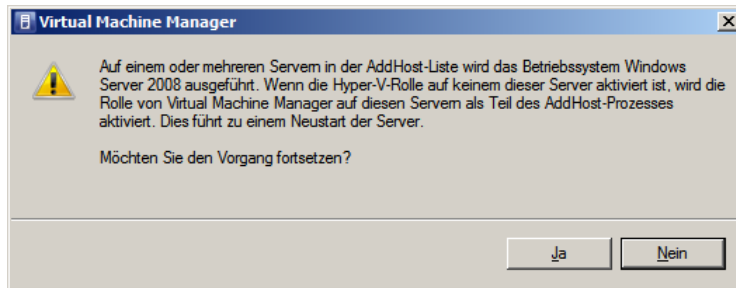 Virtual Machine Manager
Auf einem oder mehreren Servern in der AddHost-Liste wird das Betriebssystem Windows
Server 2008 ausgeführt. Wenn die Hyper-V-Rolle auf keinem dieser Server aktiviert ist, wird die
Rolle von Virtual Machine Manager auf diesen Servern als Teil des AddHost-Prozesses
aktiviert. Dies führt zu einem Neustart der Server.
Möchten Sie den Vorgang fortsetzen?
Ja Nein